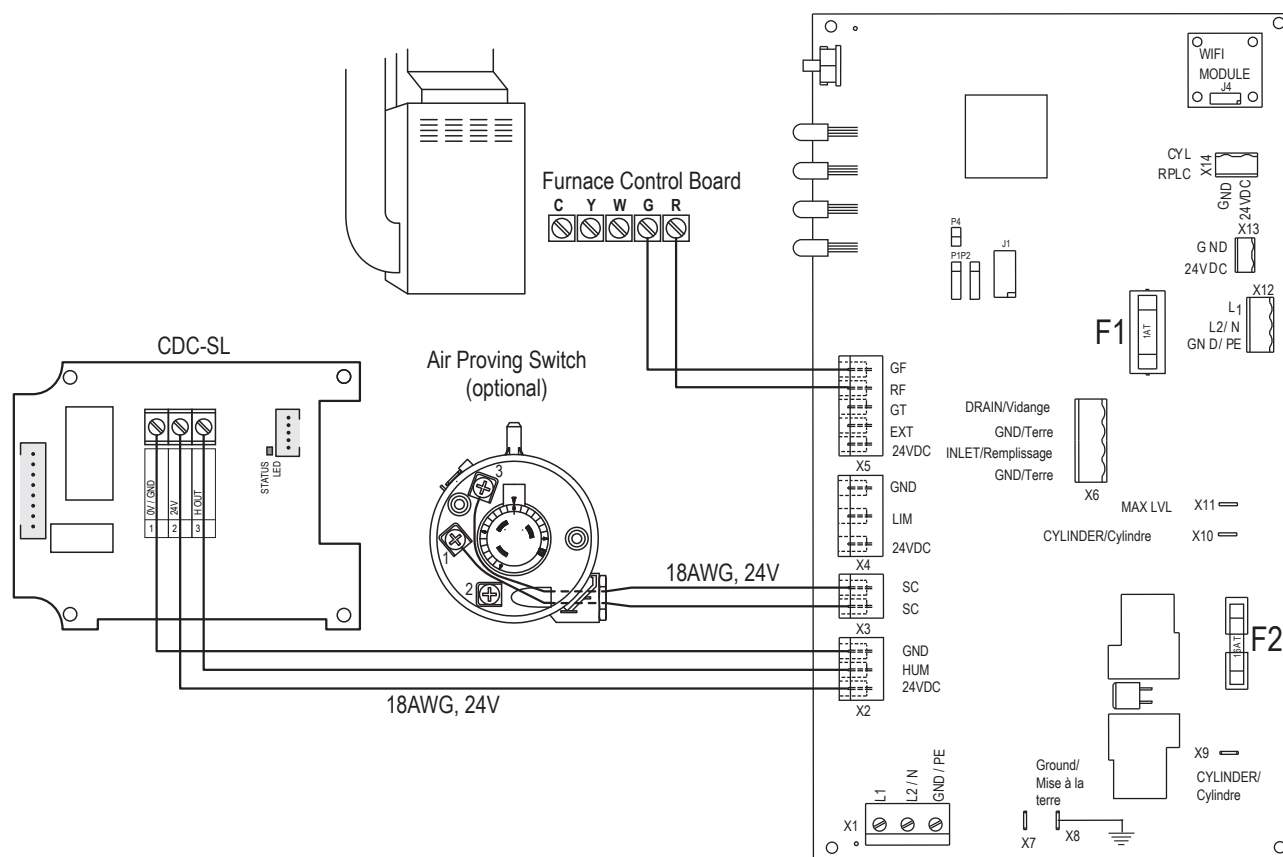 WIFI
MODULE
J4
CYL
RPLC
X14
GND
24VDC
X13
GND
24VDC
X12
L1
L2/ N
GND/ PE
F1
1AT
P4
P1P2
J1
Furnace Control Board
C Y W G R
CDC-SL
STATUS
LED
0V / GND
24V
H OUT
1
2
3
Air Proving Switch
(optional)
3
1
2
GF
RF
GT
EXT
24VDC
X5
GND
LIM
24VDC
X4
18AWG, 24V
SC
SC
X3
GND
HUM
24VDC
X2
18AWG, 24V
DRAIN/Vidange
GND/Terre
INLET/Remplissage
GND/Terre
X6
MAX LVL X11
CYLINDER/Cylindre X10
F2
16AT
X9
CYLINDER/
Cylindre
Ground/
Mise à la
terre
X7
X8
X1
L1
L2 / N
GND / PE